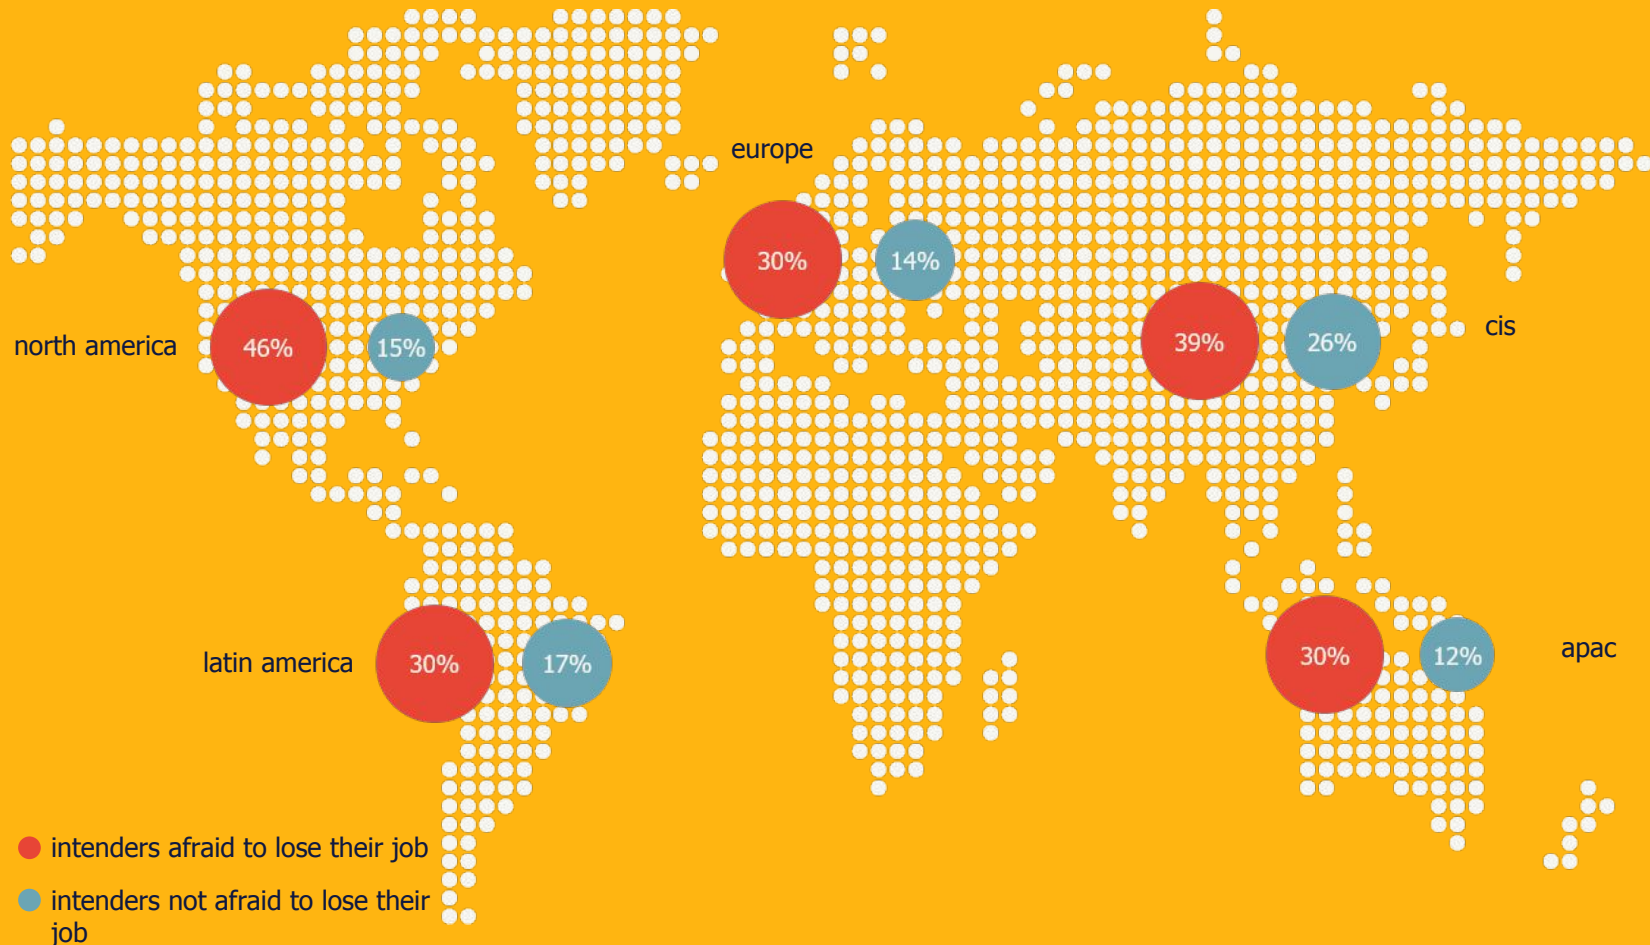 europe
30%
14%
cis
north america
46%
15%
39%
26%
latin america
30%
17%
30%
12%
apac
intenders afraid to lose their job
intenders not afraid to lose their
job